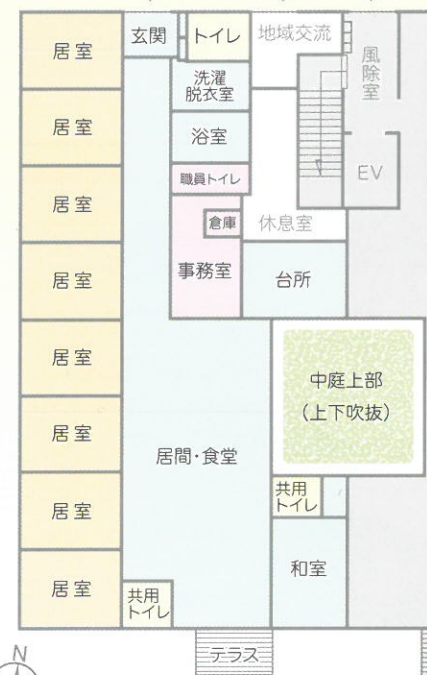 居室
玄関
トイレ
地域交流
風除室
洗濯
脱衣室
居室
浴室
EV
居室
職員トイレ
倉庫
休息室
事務室
台所
居室
居室
中庭上部
(上下吹抜)
居室
居間・食堂
居室
共用
トイレ
和室
居室
共用
トイレ
N
テラス